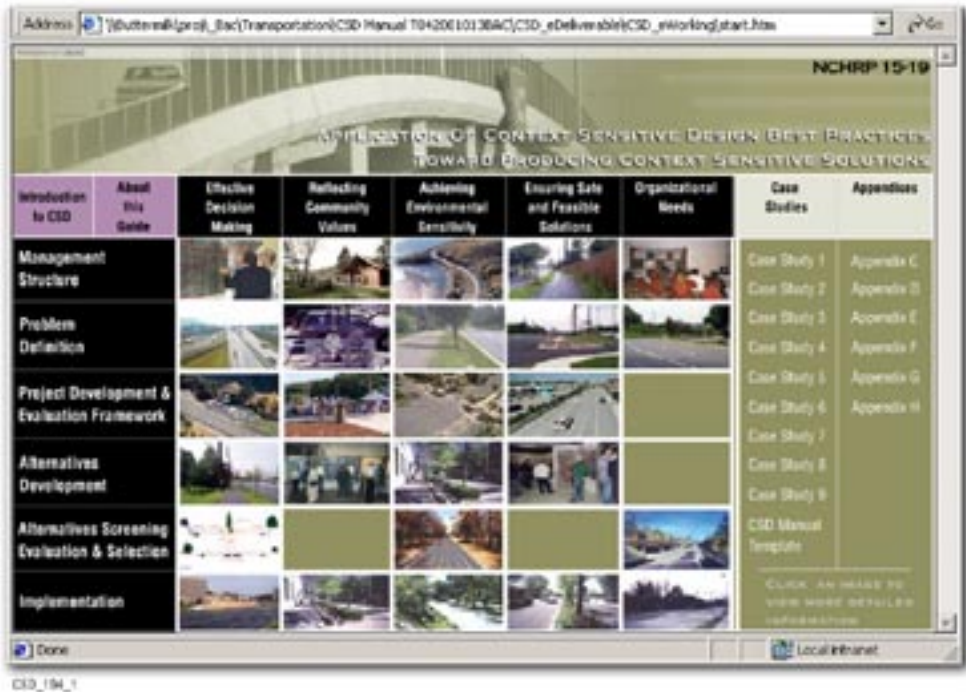 Address \\Buttermilk\proj\_Bac\Transportation\CSD Manual T042001013BAC\CSD_eDeliverable\CSD_eWorking\start.htm Go
NCHRP 15-19
APPLICATION OF CONTEXT SENSITIVE DESIGN BEST PRACTICES
TOWARD PRODUCING CONTEXT SENSITIVE SOLUTIONS
Introduction
to CSD
About
this
Guide
Effective
Decision
Making
Reflecting
Community
Values
Achieving
Environmental
Sensitivity
Ensuring Safe
and Feasible
Solutions
Organizational
Needs
Case
Studies
Appendices
Management
Structure
Problem
Definition
Project Development &
Evaluation Framework
Alternatives
Development
Alternatives Screening
Evaluation & Selection
Implementation
Case Study 1
Case Study 2
Case Study 3
Case Study 4
Case Study 5
Case Study 6
Case Study 7
Case Study 8
Case Study 9
CSD Manual
Template
Appendix C
Appendix D
Appendix E
Appendix F
Appendix G
Appendix H
CLICK AN IMAGE TO
VIEW MORE DETAILED
INFORMATION
Done
Local intranet
CSD_194_1